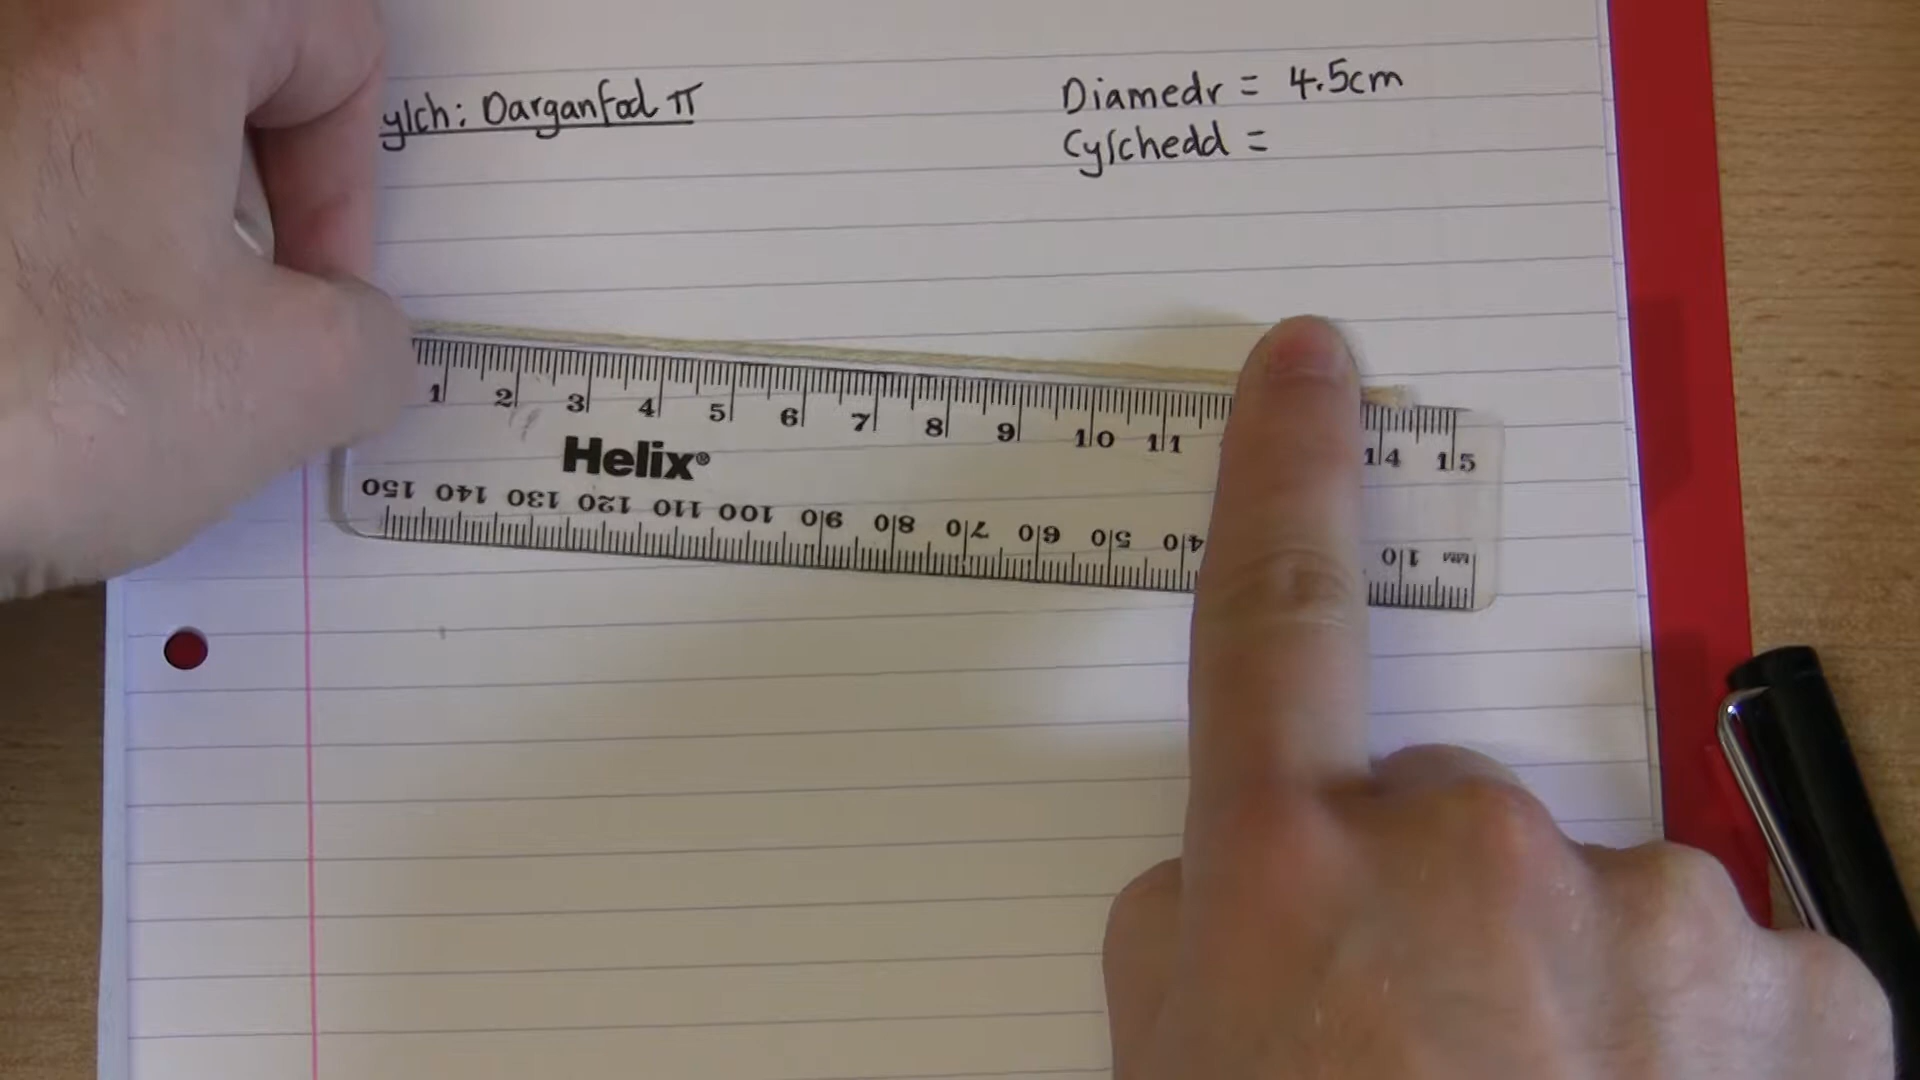 ylch: Darganfod π
Diamedr = 4.5cm
Cylchedd =
1 2 3 4 5 6 7 8 9 10 11 14 15
Helix®
150 140 130 120 110 100 90 80 70 60 50 40 10 MM